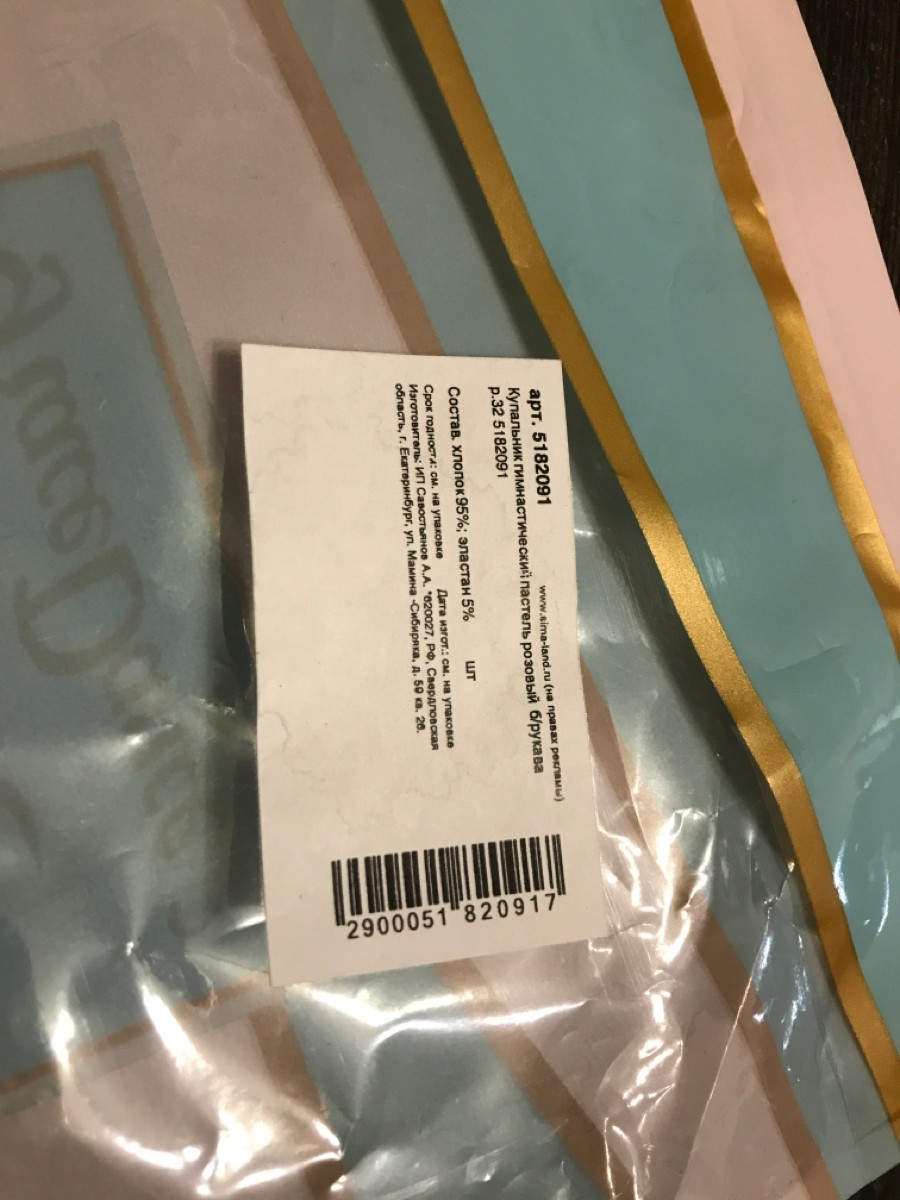 арт. 5182091
www.sima-land.ru (на правах рекламы)
Купальник гимнастический пастель розовый б/рукава
р.32 5182091
шт
Состав. хлопок 95%; эластан 5%
Срок годности: см. на упаковке Дата изгот.: см. на упаковке
Изготовитель: ИП Савостьянов А.А. *620027, РФ, Свердловская
область, г. Екатеринбург, ул. Мамина -Сибиряка, д. 59 кв. 26.
2900051 820917